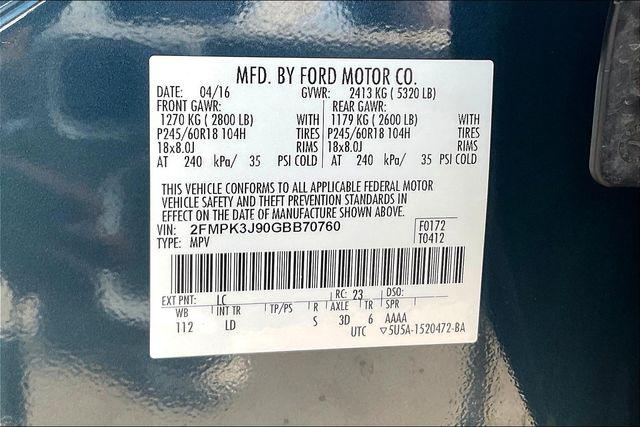 MFD. BY FORD MOTOR CO.
DATE: 04/16 GVWR: 2413 KG ( 5320 LB)
FRONT GAWR: REAR GAWR:
1270 KG ( 2800 LB) WITH 1179 KG ( 2600 LB) WITH
P245/60R18 104H TIRES P245/60R18 104H TIRES
18x8.0J RIMS 18x8.0J RIMS
AT 240 kPa/ 35 PSI COLD AT 240 kPa/ 35 PSI COLD
THIS VEHICLE CONFORMS TO ALL APPLICABLE FEDERAL MOTOR
VEHICLE SAFETY AND THEFT PREVENTION STANDARDS IN
EFFECT ON THE DATE OF MANUFACTURE SHOWN ABOVE.
VIN: 2FMPK3J90GBB70760 F0172
TYPE: MPV T0412
EXT PNT: LC RC: 23 DSO:
WB INT TR TP/PS R AXLE TR SPR
112 LD S 3D 6 AAAA
UTC ▽5U5A-1520472-BA